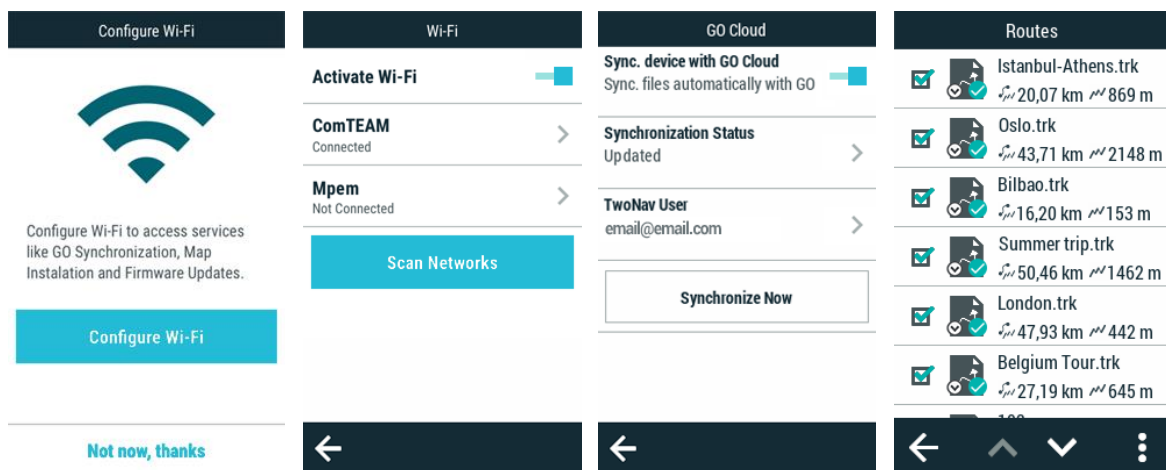 Configure Wi-Fi
Configure Wi-Fi to access services
like GO Synchronization, Map
Instalation and Firmware Updates.
Configure Wi-Fi
Not now, thanks
Wi-Fi
Activate Wi-Fi
ComTEAM
Connected
Mpem
Not Connected
Scan Networks
GO Cloud
Sync. device with GO Cloud
Sync. files automatically with GO
Synchronization Status
Updated
TwoNav User
email@email.com
Synchronize Now
Routes
Istanbul-Athens.trk
20,07 km 869 m
Oslo.trk
43,71 km 2148 m
Bilbao.trk
16,20 km 153 m
Summer trip.trk
50,46 km 1462 m
London.trk
47,93 km 442 m
Belgium Tour.trk
27,19 km 645 m